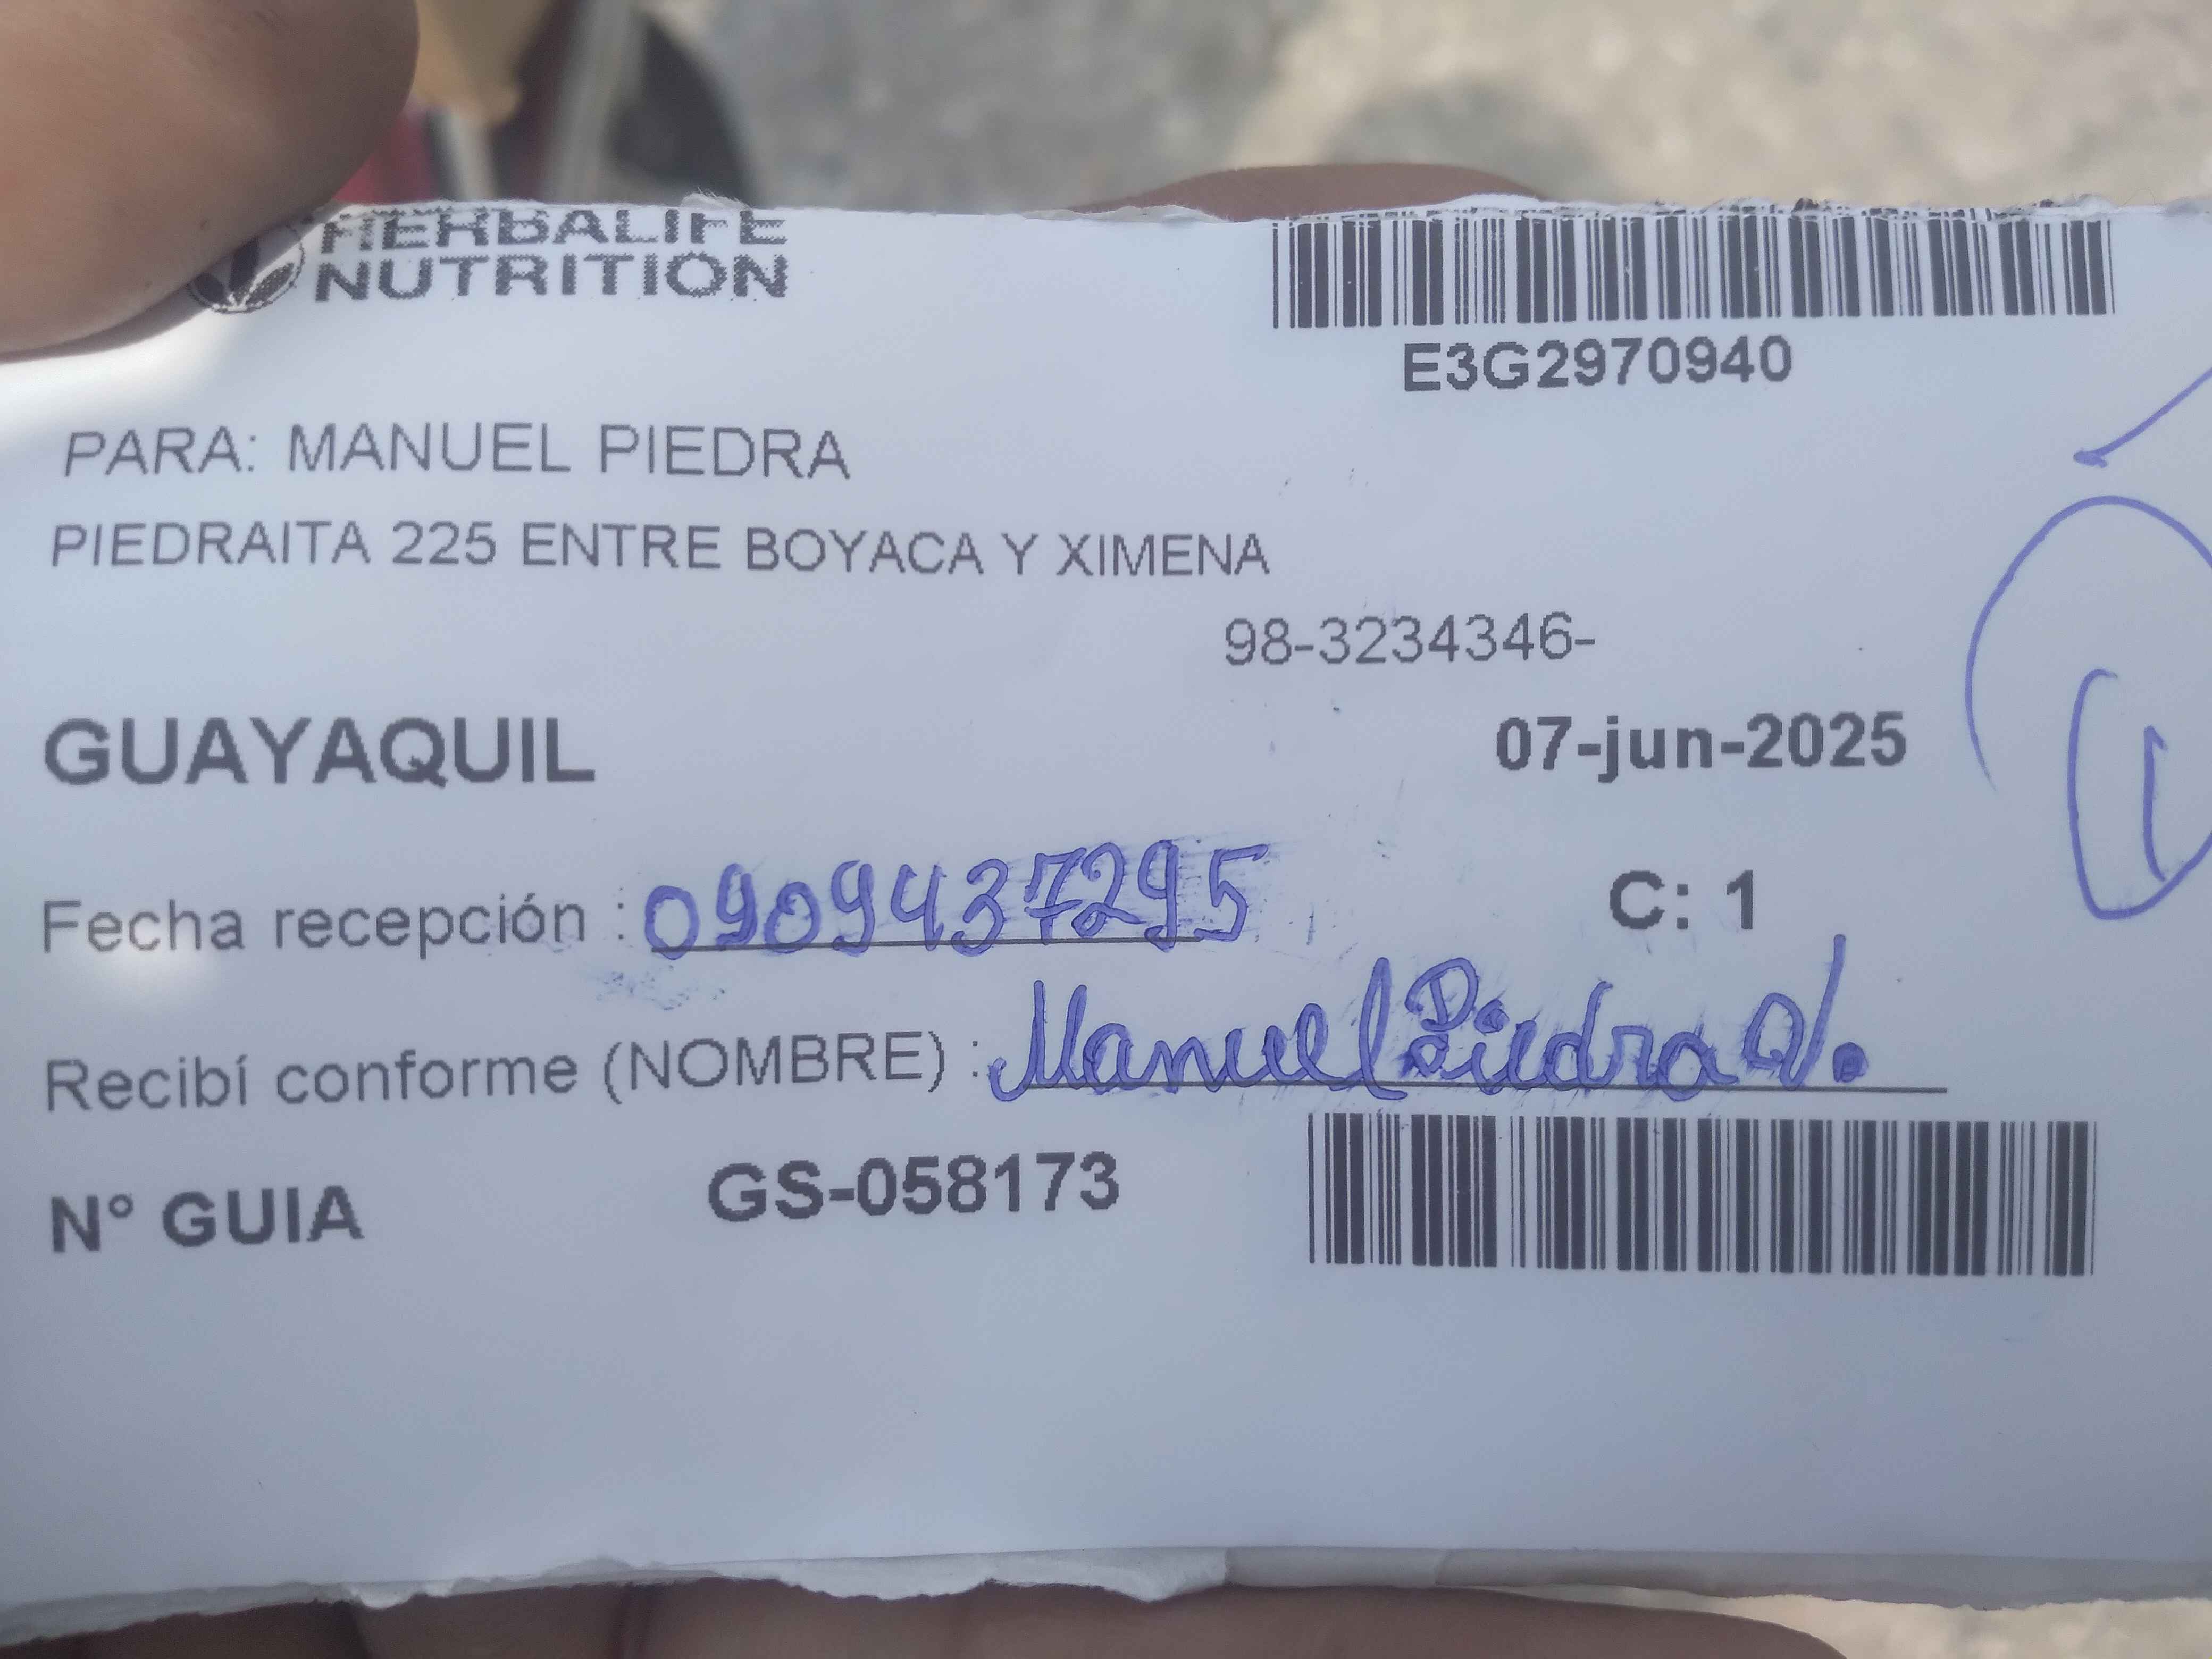 HERBALIFE
NUTRITION
E3G2970940
PARA: MANUEL PIEDRA
PIEDRAITA 225 ENTRE BOYACA Y XIMENA
98-3234346-
GUAYAQUIL
07-jun-2025
Fecha recepción : 0909437295
C: 1
Recibí conforme (NOMBRE) : Manuel Piedra V.
N° GUIA GS-058173